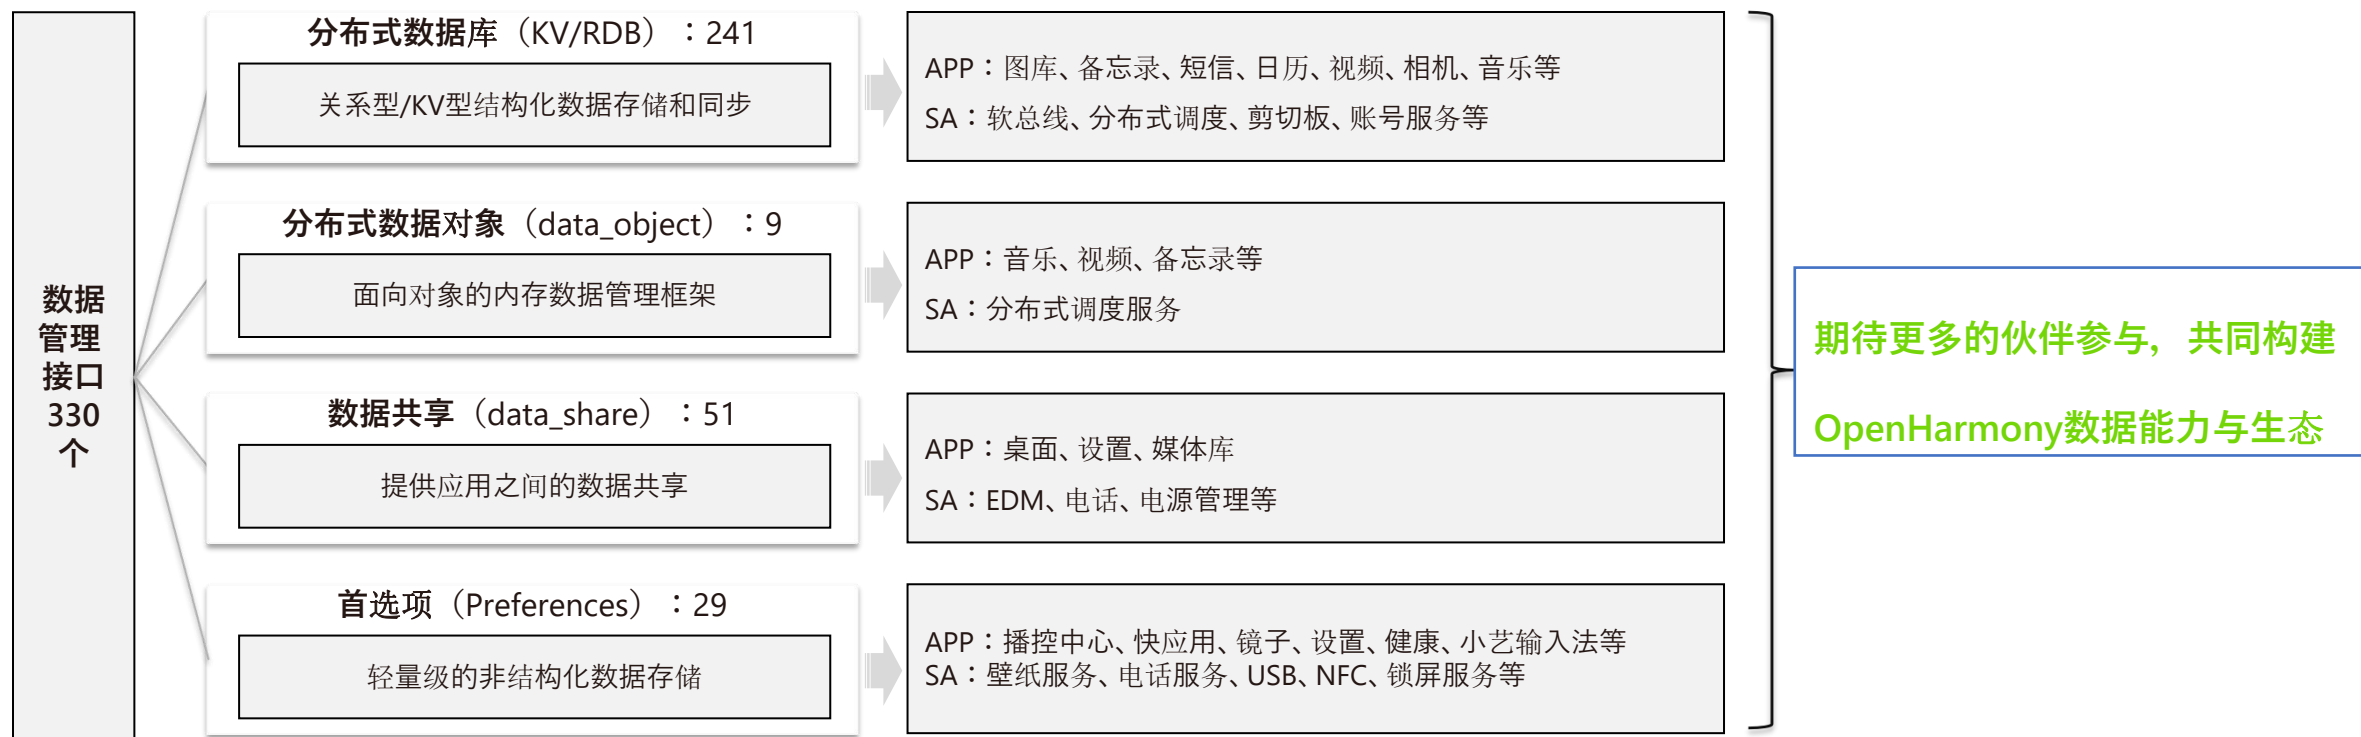 数据
管理
接口
330
个
分布式数据库（KV/RDB）：241
关系型/KV型结构化数据存储和同步
APP：图库、备忘录、短信、日历、视频、相机、音乐等
SA：软总线、分布式调度、剪切板、账号服务等
分布式数据对象（data_object）：9
面向对象的内存数据管理框架
APP：音乐、视频、备忘录等
SA：分布式调度服务
数据共享（data_share）：51
提供应用之间的数据共享
APP：桌面、设置、媒体库
SA：EDM、电话、电源管理等
首选项（Preferences）：29
轻量级的非结构化数据存储
APP：播控中心、快应用、镜子、设置、健康、小艺输入法等
SA：壁纸服务、电话服务、USB、NFC、锁屏服务等
期待更多的伙伴参与，共同构建
OpenHarmony数据能力与生态